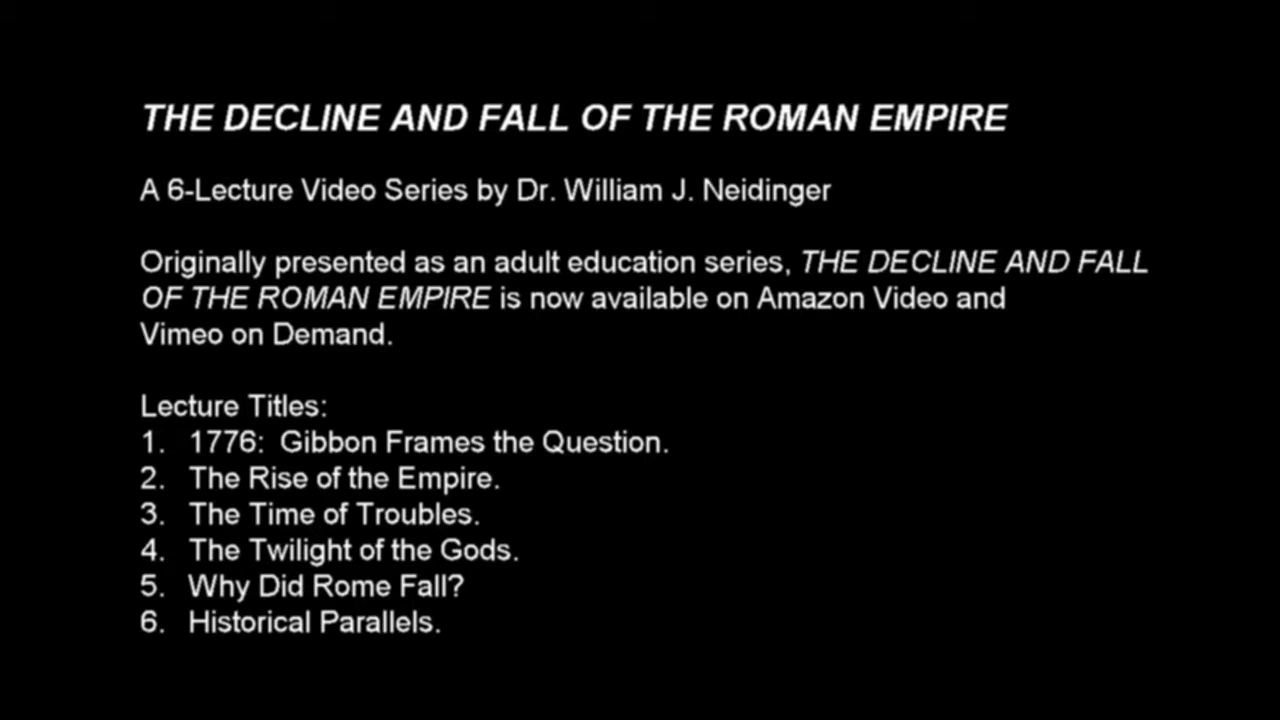 THE DECLINE AND FALL OF THE ROMAN EMPIRE
A 6-Lecture Video Series by Dr. William J. Neidinger
Originally presented as an adult education series, THE DECLINE AND FALL
OF THE ROMAN EMPIRE is now available on Amazon Video and
Vimeo on Demand.
Lecture Titles:
1. 1776: Gibbon Frames the Question.
2. The Rise of the Empire.
3. The Time of Troubles.
4. The Twilight of the Gods.
5. Why Did Rome Fall?
6. Historical Parallels.